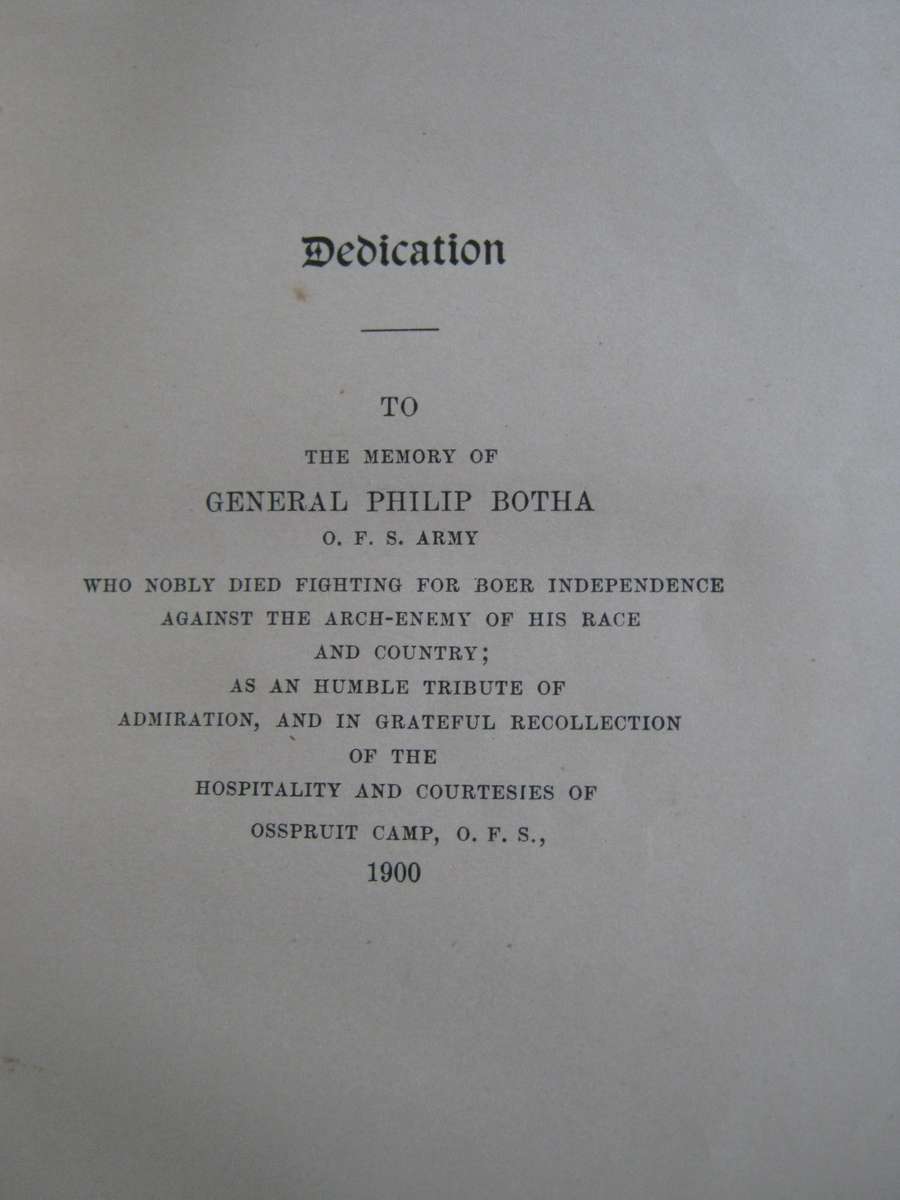 Dedication
TO
THE MEMORY OF
GENERAL PHILIP BOTHA
O. F. S. ARMY
WHO NOBLY DIED FIGHTING FOR BOER INDEPENDENCE
AGAINST THE ARCH-ENEMY OF HIS RACE
AND COUNTRY;
AS AN HUMBLE TRIBUTE OF
ADMIRATION, AND IN GRATEFUL RECOLLECTION
OF THE
HOSPITALITY AND COURTESIES OF
OSSPRUIT CAMP, O. F. S.,
1900